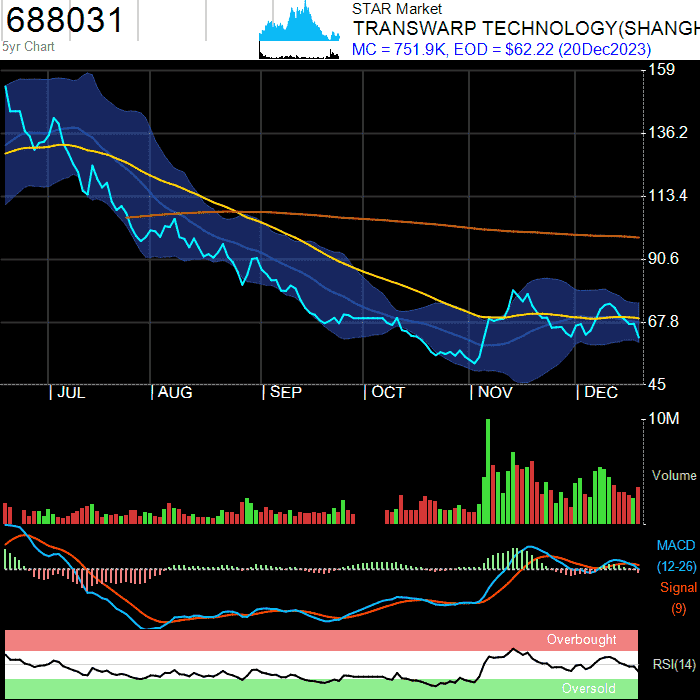 688031
5yr Chart
STAR Market
TRANSWARP TECHNOLOGY(SHANGH
MC = 751.9K, EOD = $62.22 (20Dec2023)
159
136.2
113.4
90.6
67.8
45
| JUL | AUG | SEP | OCT | NOV | DEC
10M
Volume
MACD
(12-26)
Signal
(9)
Overbought
RSI(14)
Oversold